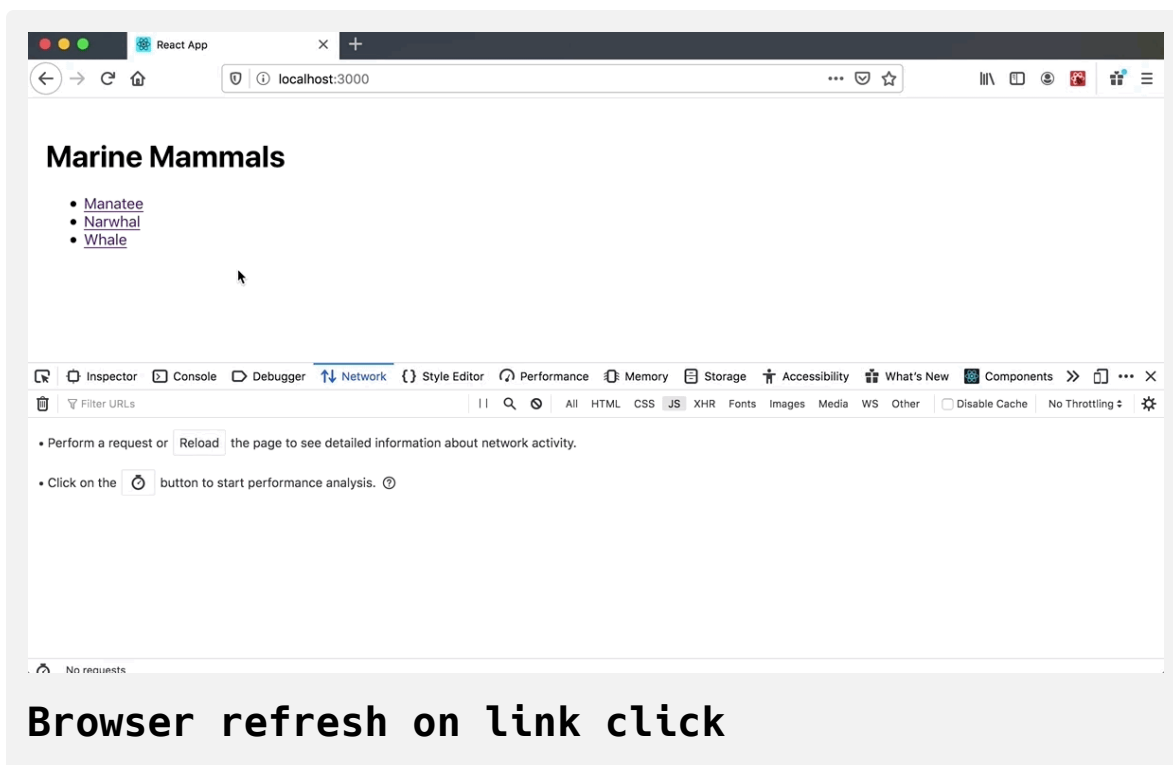 React App
localhost:3000
Marine Mammals
Manatee
Narwhal
Whale
Inspector Console Debugger Network {} Style Editor Performance Memory Storage Accessibility What's New Components
Filter URLs All HTML CSS JS XHR Fonts Images Media WS Other Disable Cache No Throttling
• Perform a request or Reload the page to see detailed information about network activity.
• Click on the button to start performance analysis.
No requests
Browser refresh on link click